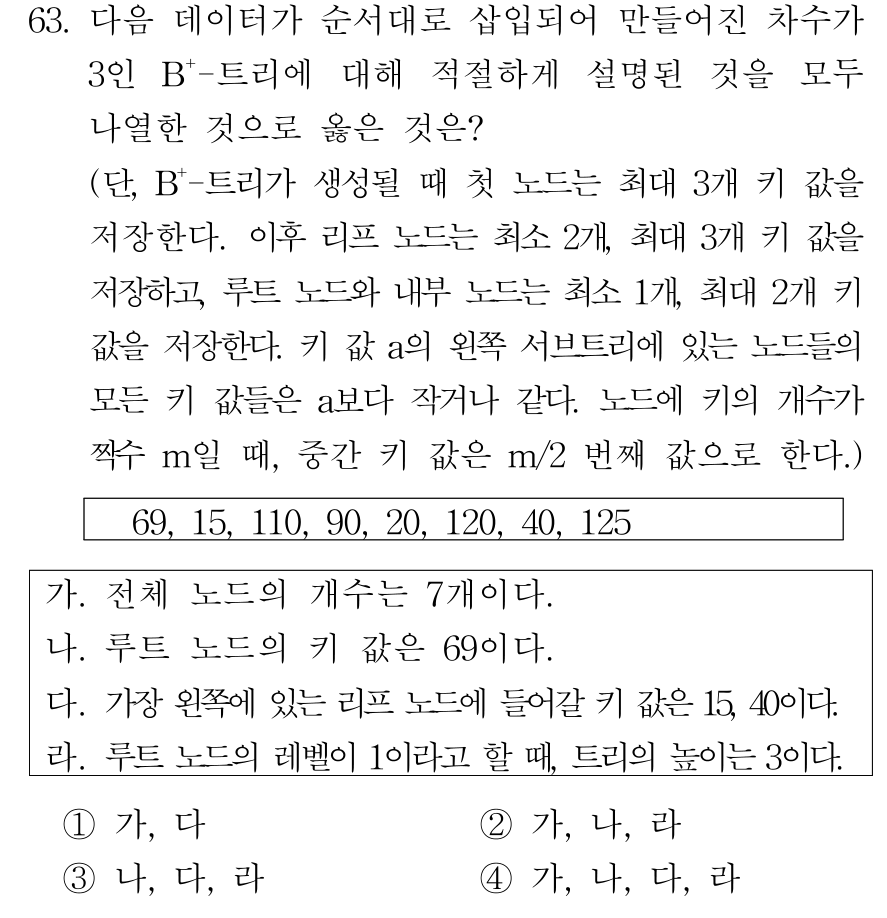 63. 다음 데이터가 순서대로 삽입되어 만들어진 차수가
3인 B⁺-트리에 대해 적절하게 설명된 것을 모두
나열한 것으로 옳은 것은?
(단, B⁺-트리가 생성될 때 첫 노드는 최대 3개 키 값을
저장한다. 이후 리프 노드는 최소 2개, 최대 3개 키 값을
저장하고, 루트 노드와 내부 노드는 최소 1개, 최대 2개 키
값을 저장한다. 키 값 a의 왼쪽 서브트리에 있는 노드들의
모든 키 값들은 a보다 작거나 같다. 노드에 키의 개수가
짝수 m일 때, 중간 키 값은 m/2 번째 값으로 한다.)
69, 15, 110, 90, 20, 120, 40, 125
가. 전체 노드의 개수는 7개이다.
나. 루트 노드의 키 값은 69이다.
다. 가장 왼쪽에 있는 리프 노드에 들어갈 키 값은 15, 40이다.
라. 루트 노드의 레벨이 1이라고 할 때, 트리의 높이는 3이다.
① 가, 다 ② 가, 나, 라
③ 나, 다, 라 ④ 가, 나, 다, 라